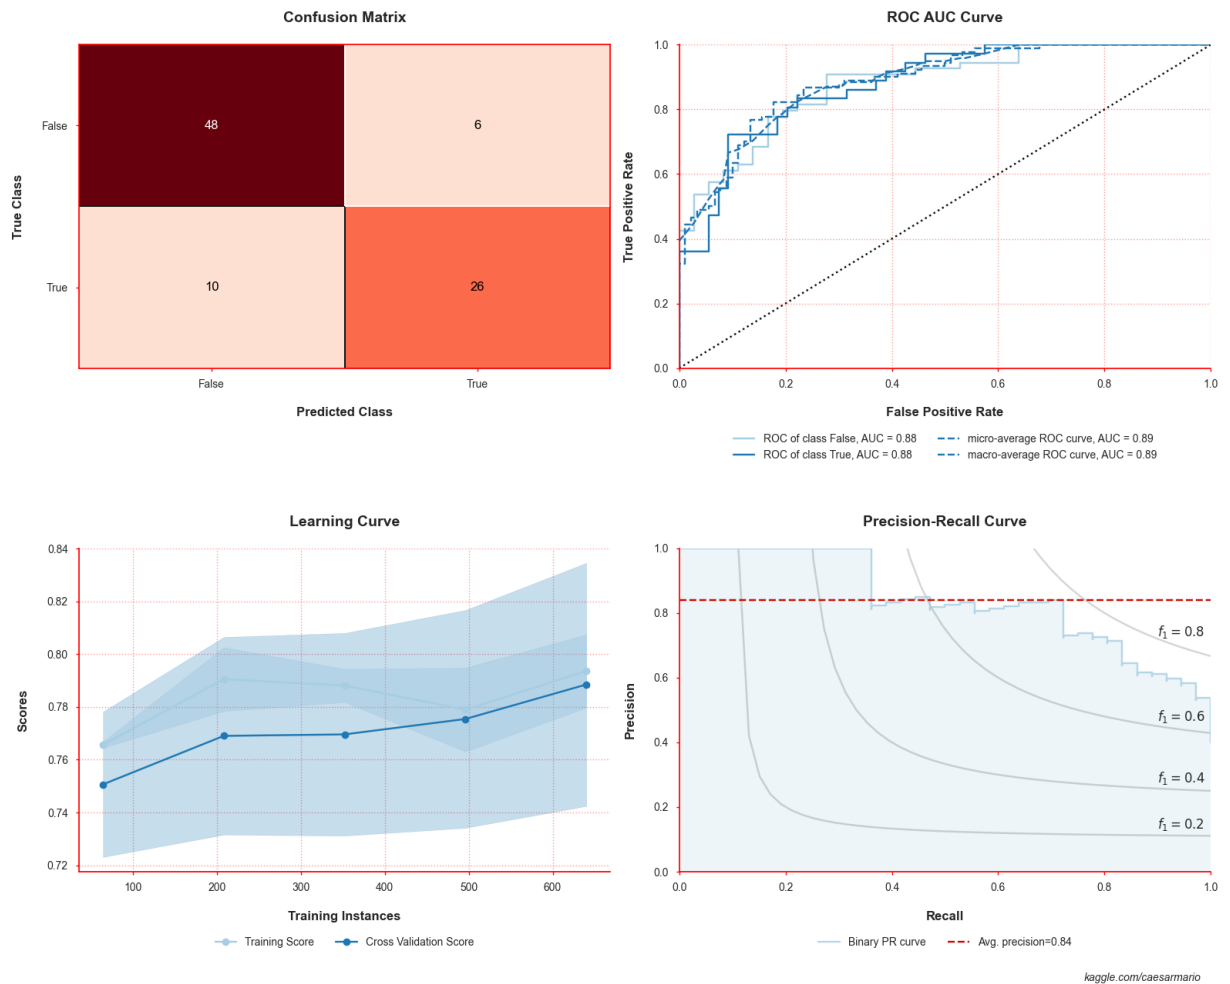 Confusion Matrix
True Class
False
True
48
6
10
26
False
True
Predicted Class
ROC AUC Curve
True Positive Rate
1.0
0.8
0.6
0.4
0.2
0.0
0.0
0.2
0.4
0.6
0.8
1.0
False Positive Rate
ROC of class False, AUC = 0.88
ROC of class True, AUC = 0.88
micro-average ROC curve, AUC = 0.89
macro-average ROC curve, AUC = 0.89
Learning Curve
Scores
0.84
0.82
0.80
0.78
0.76
0.74
0.72
100
200
300
400
500
600
Training Instances
Training Score
Cross Validation Score
Precision-Recall Curve
Precision
1.0
0.8
0.6
0.4
0.2
0.0
f₁ = 0.8
f₁ = 0.6
f₁ = 0.4
f₁ = 0.2
0.0
0.2
0.4
0.6
0.8
1.0
Recall
Binary PR curve
Avg. precision=0.84
kaggle.com/caesarmario